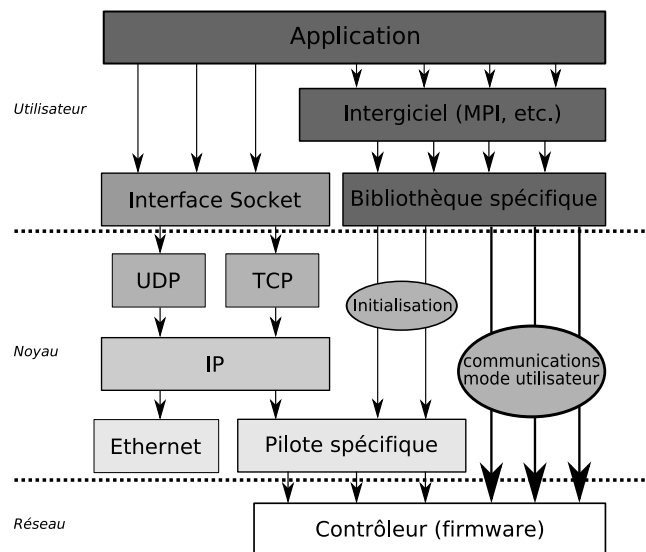 Application
Utilisateur
Intergiciel (MPI, etc.)
Interface Socket
Bibliothèque spécifique
UDP
TCP
Initialisation
Noyau
IP
communications
mode utilisateur
Ethernet
Pilote spécifique
Réseau
Contrôleur (firmware)